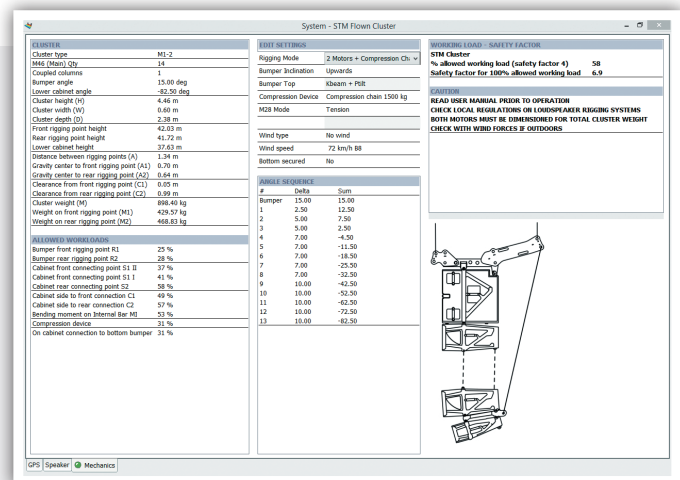 System - STM Flown Cluster
CLUSTER
Cluster type M1-2
M46 (Main) Qty 14
Coupled columns 1
Bumper angle 15.00 deg
Lower cabinet angle -82.50 deg
Cluster height (H) 4.46 m
Cluster width (W) 0.60 m
Cluster depth (D) 2.38 m
Front rigging point height 42.03 m
Rear rigging point height 41.72 m
Lower cabinet height 37.63 m
Distance between rigging points (A) 1.34 m
Gravity center to front rigging point (A1) 0.70 m
Gravity center to rear rigging point (A2) 0.64 m
Clearance from front rigging point (C1) 0.05 m
Clearance from rear rigging point (C2) 0.99 m
Cluster weight (M) 898.40 kg
Weight on front rigging point (M1) 429.57 kg
Weight on rear rigging point (M2) 468.83 kg
ALLOWED WORKLOADS
Bumper front rigging point R1 25 %
Bumper rear rigging point R2 28 %
Cabinet front connecting point S1 II 37 %
Cabinet front connecting point S1 I 41 %
Cabinet rear connecting point S2 58 %
Cabinet side to front connection C1 49 %
Cabinet side to rear connection C2 57 %
Bending moment on Internal Bar MI 53 %
Compression device 31 %
On cabinet connection to bottom bumper 31 %
EDIT SETTINGS
Rigging Mode 2 Motors + Compression Ch
Bumper Inclination Upwards
Bumper Top Kbeam + Ptilt
Compression Device Compression chain 1500 kg
M28 Mode Tension
Wind type No wind
Wind speed 72 km/h B8
Bottom secured No
ANGLE SEQUENCE
# Delta Sum
Bumper 15.00 15.00
1 2.50 12.50
2 5.00 7.50
3 5.00 2.50
4 7.00 -4.50
5 7.00 -11.50
6 7.00 -18.50
7 7.00 -25.50
8 7.00 -32.50
9 10.00 -42.50
10 10.00 -52.50
11 10.00 -62.50
12 10.00 -72.50
13 10.00 -82.50
WORKING LOAD - SAFETY FACTOR
STM Cluster
% allowed working load (safety factor 4) 58
Safety factor for 100% allowed working load 6.9
CAUTION
READ USER MANUAL PRIOR TO OPERATION
CHECK LOCAL REGULATIONS ON LOUDSPEAKER RIGGING SYSTEMS
BOTH MOTORS MUST BE DIMENSIONED FOR TOTAL CLUSTER WEIGHT
CHECK WITH WIND FORCES IF OUTDOORS
GPS Speaker Mechanics